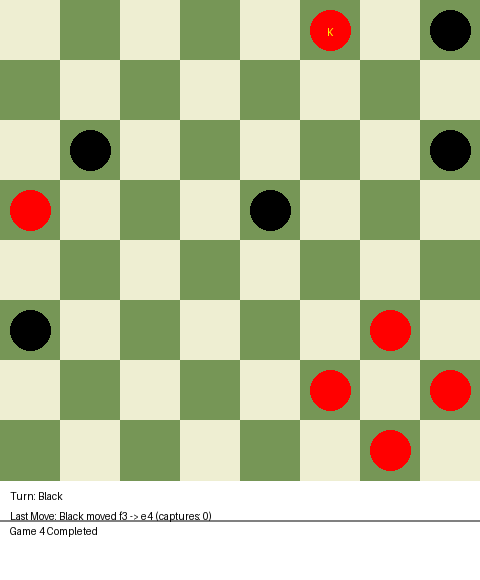 K
Turn: Black
Last Move: Black moved f3 -> e4 (captures: 0)
Game 4 Completed